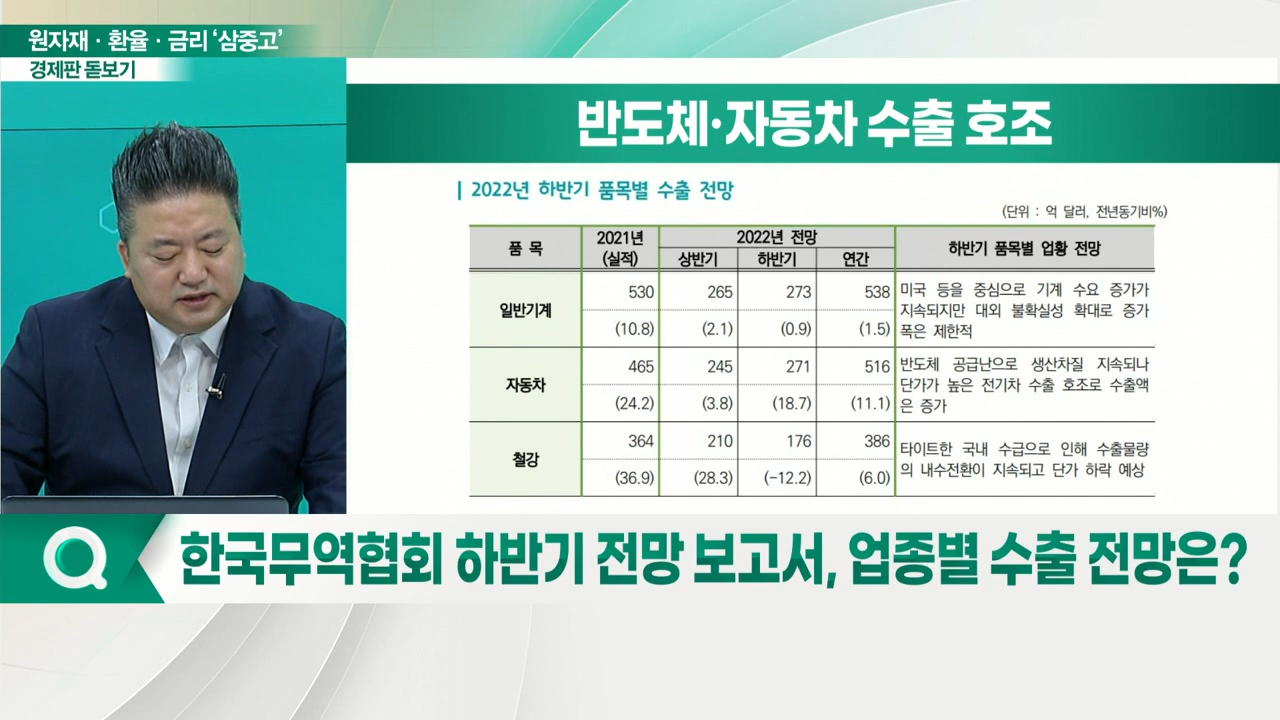 원자재 · 환율 · 금리 ‘삼중고’
경제판 돋보기
반도체·자동차 수출 호조
| 2022년 하반기 품목별 수출 전망
(단위 : 억 달러, 전년동기비%)
품 목
2021년
(실적)
2022년 전망
상반기 하반기 연간
하반기 품목별 업황 전망
일반기계
530 265 273 538
(10.8) (2.1) (0.9) (1.5)
미국 등을 중심으로 기계 수요 증가가
지속되지만 대외 불확실성 확대로 증가
폭은 제한적
자동차
465 245 271 516
(24.2) (3.8) (18.7) (11.1)
반도체 공급난으로 생산차질 지속되나
단가가 높은 전기차 수출 호조로 수출액
은 증가
철강
364 210 176 386
(36.9) (28.3) (-12.2) (6.0)
타이트한 국내 수급으로 인해 수출물량
의 내수전환이 지속되고 단가 하락 예상
Q 한국무역협회 하반기 전망 보고서, 업종별 수출 전망은?